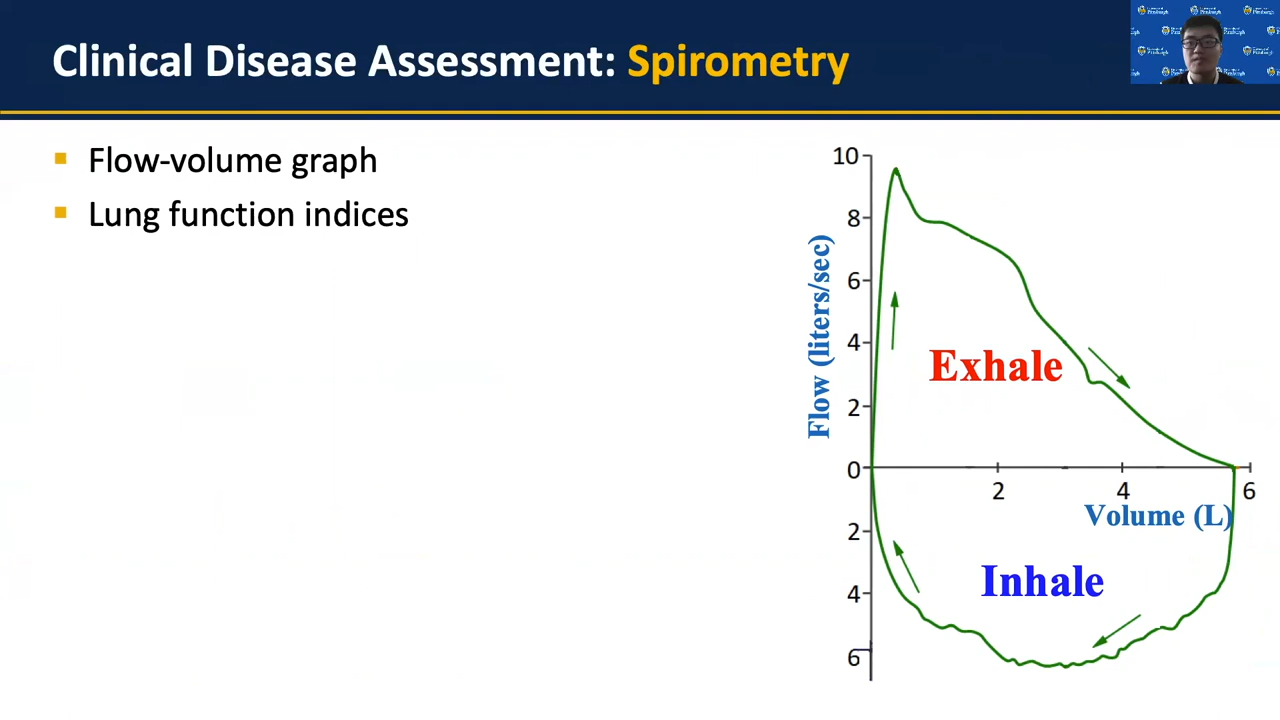 Clinical Disease Assessment: Spirometry
Flow-volume graph
Lung function indices
10
8
6
4
2
0
2
4
6
Flow (liters/sec)
Exhale
2
4
6
Volume (L)
Inhale